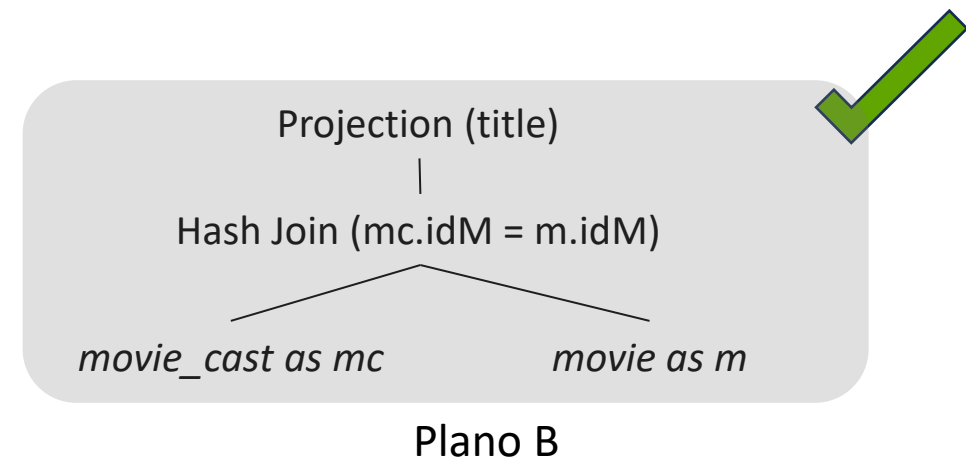 Projection (title)
Hash Join (mc.idM = m.idM)
movie_cast as mc movie as m
Plano B